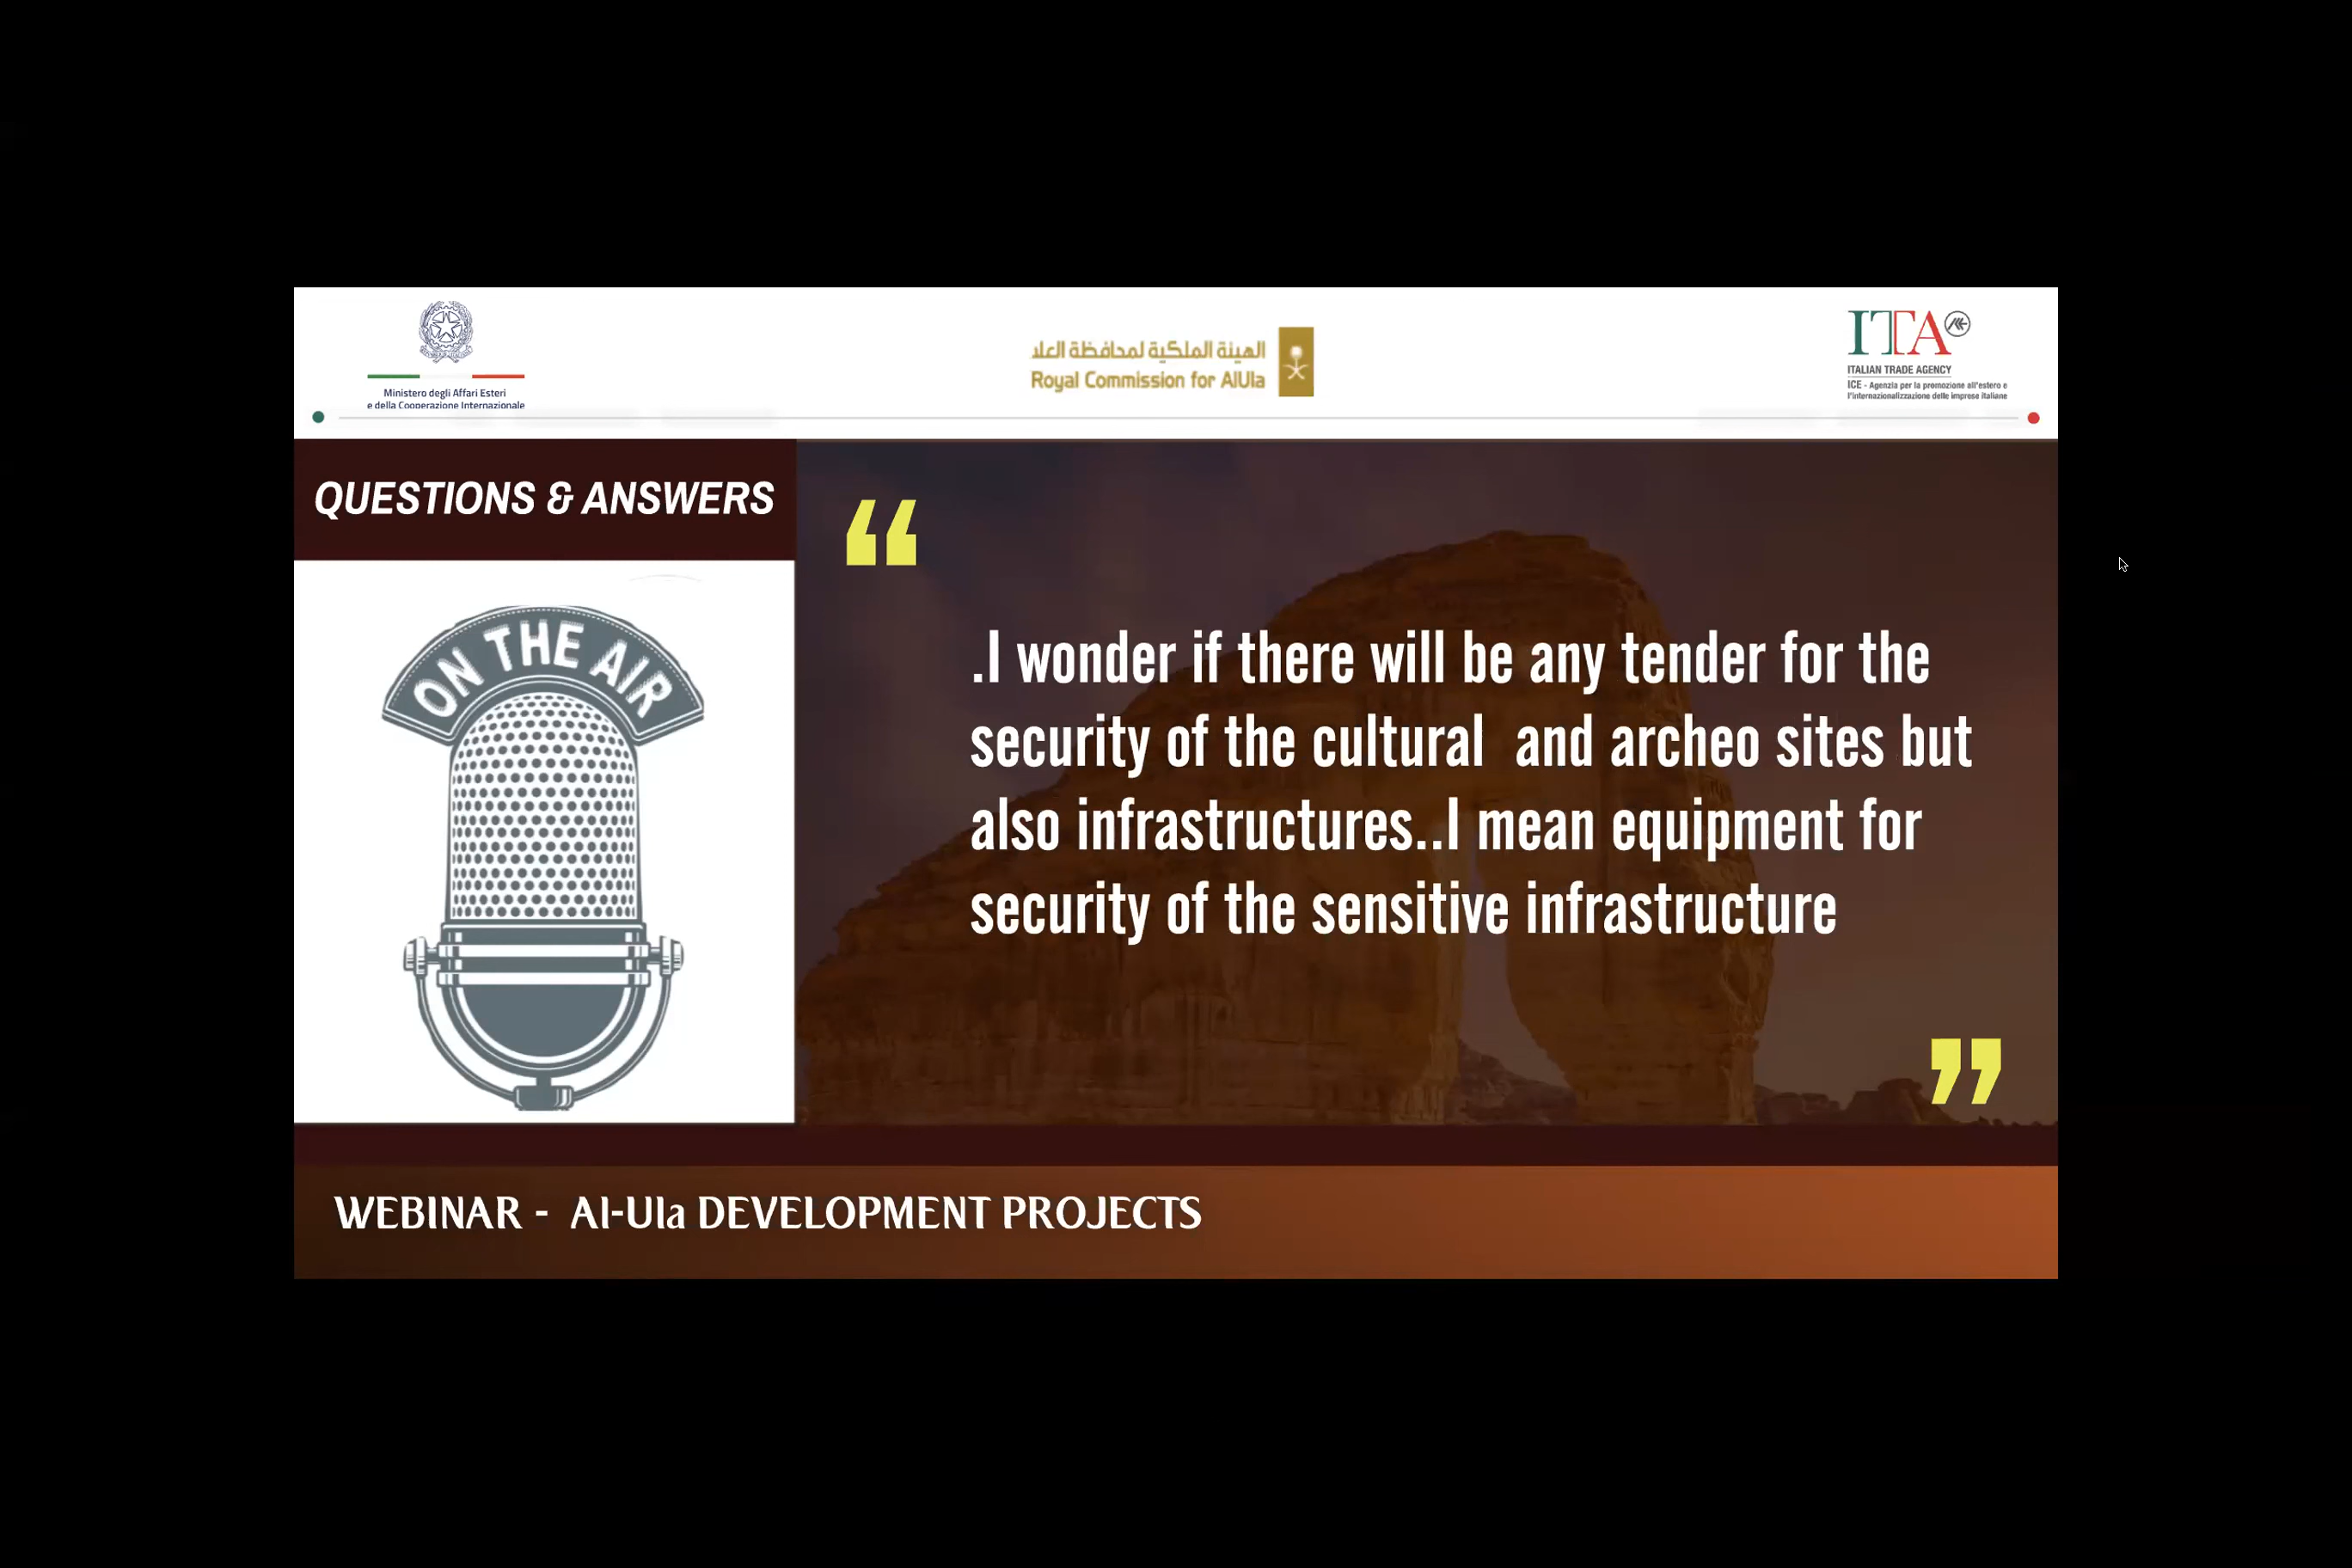 Ministero degli Affari Esteri
e della Cooperazione Internazionale
الهيئة الملكية لمحافظة العلا
Royal Commission for AlUla
ITA
ITALIAN TRADE AGENCY
ICE - Agenzia per la promozione all'estero e
l'internazionalizzazione delle imprese italiane
QUESTIONS & ANSWERS
ON THE AIR
“
.I wonder if there will be any tender for the
security of the cultural  and archeo sites but
also infrastructures..I mean equipment for
security of the sensitive infrastructure
”
WEBINAR -  Al-Ula DEVELOPMENT PROJECTS